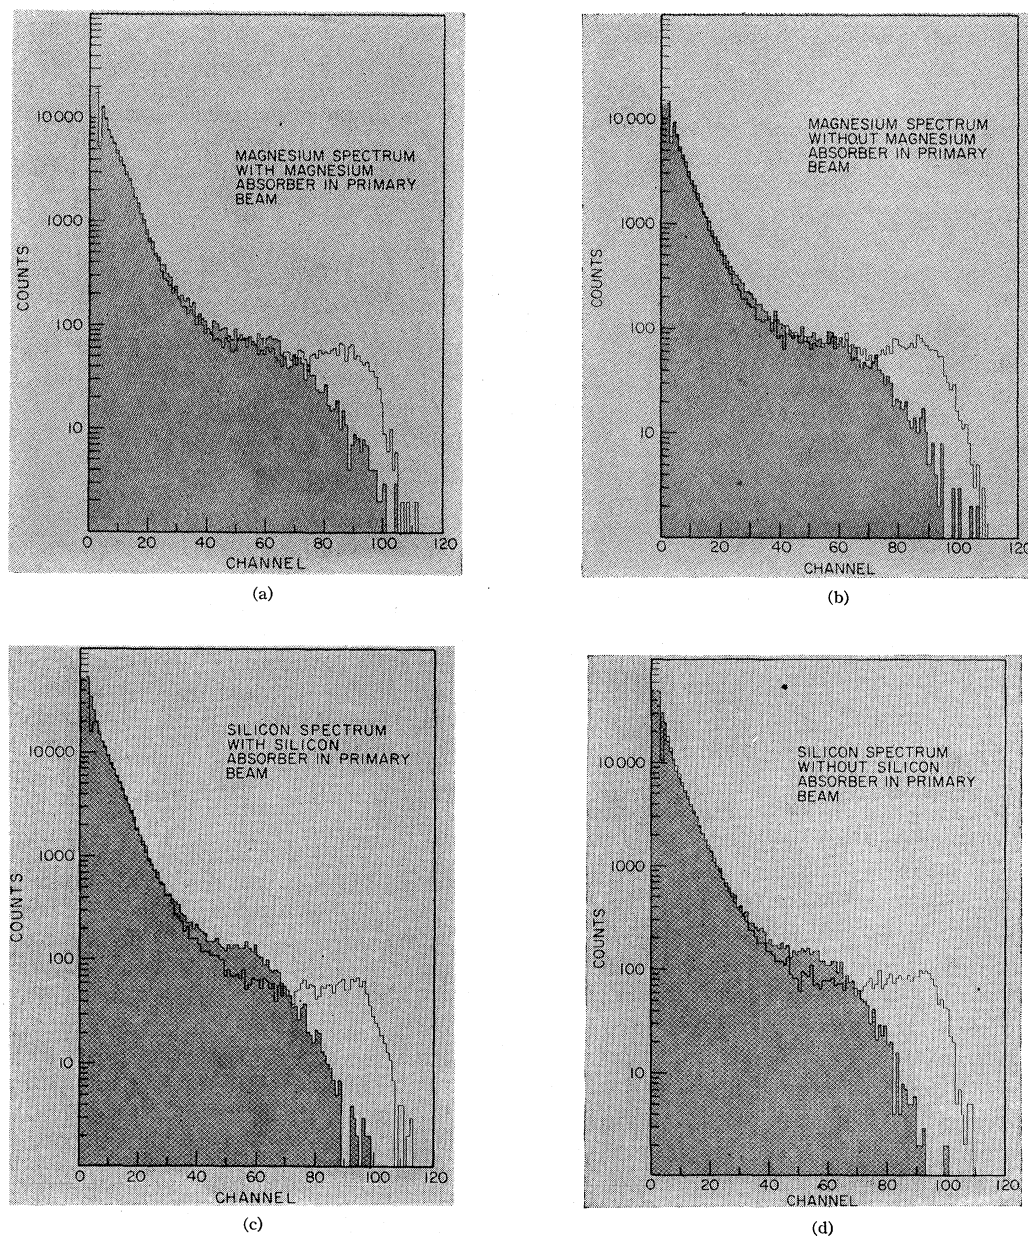 10 000
1000
100
10
COUNTS
MAGNESIUM SPECTRUM
WITH MAGNESIUM
ABSORBER IN PRIMARY
BEAM
0 20 40 60 80 100 120
CHANNEL
(a)
10 000
1000
100
10
COUNTS
MAGNESIUM SPECTRUM
WITHOUT MAGNESIUM
ABSORBER IN PRIMARY
BEAM
0 20 40 60 80 100 120
CHANNEL
(b)
10000
1000
100
10
COUNTS
SILICON SPECTRUM
WITH SILICON
ABSORBER IN PRIMARY
BEAM
0 20 40 60 80 100 120
CHANNEL
(c)
10 000
1000
100
10
COUNTS
SILICON SPECTRUM
WITHOUT SILICON
ABSORBER IN PRIMARY
BEAM
0 20 40 60 80 100 120
CHANNEL
(d)